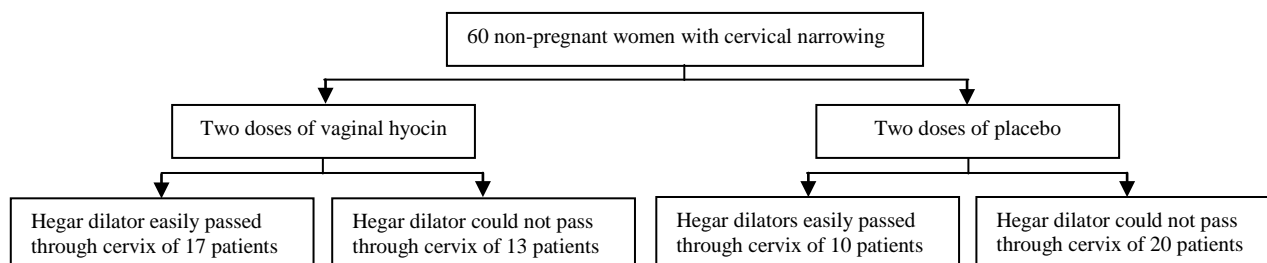 60 non-pregnant women with cervical narrowing
Two doses of vaginal hyocin
Two doses of placebo
Hegar dilator easily passed
through cervix of 17 patients
Hegar dilator could not pass
through cervix of 13 patients
Hegar dilators easily passed
through cervix of 10 patients
Hegar dilator could not pass
through cervix of 20 patients